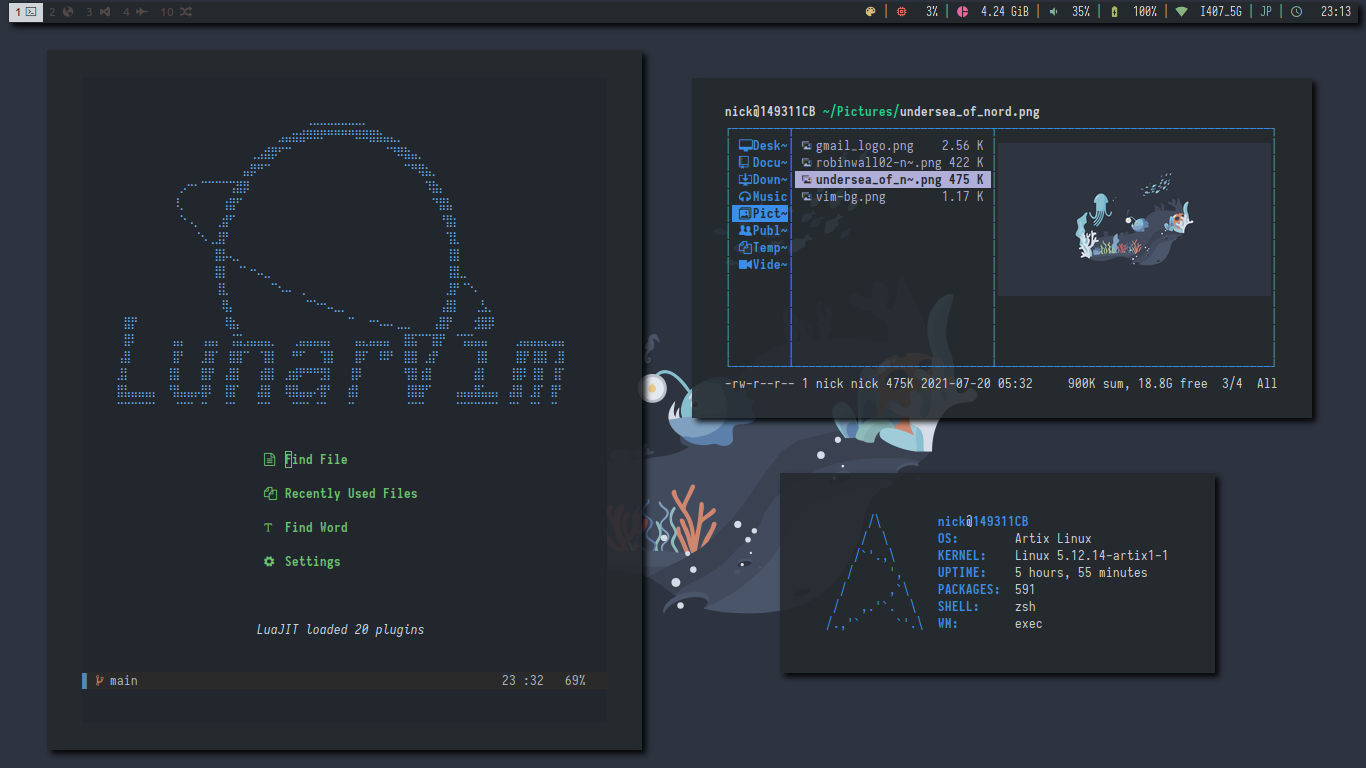 1 2 3 4 10 3% 4.24 GiB 35% 100% I407_5G JP 23:13
LunarVim
Find File
Recently Used Files
Find Word
Settings
LuaJIT loaded 20 plugins
main 23 :32 69%
nick@149311CB ~/Pictures/undersea_of_nord.png
Desk~ gmail_logo.png 2.56 K
Docu~ robinwall02-n~.png 422 K
Down~ undersea_of_n~.png 475 K
Music vim-bg.png 1.17 K
Pict~
Publ~
Temp~
Vide~
-rw-r--r-- 1 nick nick 475K 2021-07-20 05:32 900K sum, 18.8G free 3/4 All
nick@149311CB
OS: Artix Linux
KERNEL: Linux 5.12.14-artix1-1
UPTIME: 5 hours, 55 minutes
PACKAGES: 591
SHELL: zsh
WM: exec